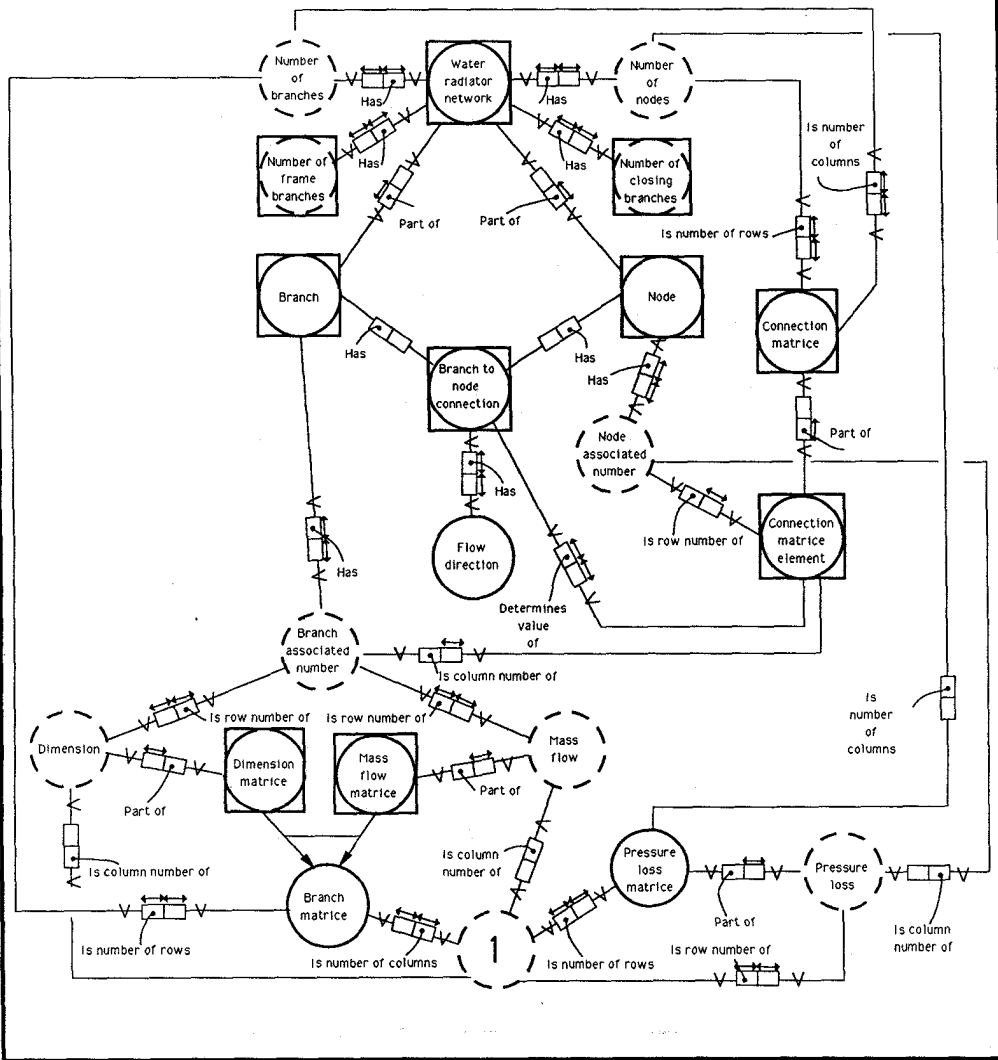 Number
of
branches
Has
Water
radiator
network
Has
Number
of
nodes
Number of
frame
branches
Has
Has
Number of
closing
branches
Is number
of
columns
Part of
Part of
Is number of rows
Branch
Node
Connection
matrice
Has
Has
Branch to
node
connection
Has
Part of
Node
associated
number
Has
Is row number of
Connection
matrice
element
Flow
direction
Has
Determines
value
of
Branch
associated
number
Is column number of
Is
number
of
columns
Is row number of
Is row number of
Dimension
Dimension
matrice
Mass
flow
matrice
Mass
flow
Part of
Part of
Is column number of
Is column
number of
Pressure
loss
matrice
Pressure
loss
Branch
matrice
Part of
Is column
number of
Is number of rows
Is number of columns
1
Is number of rows
Is row number of